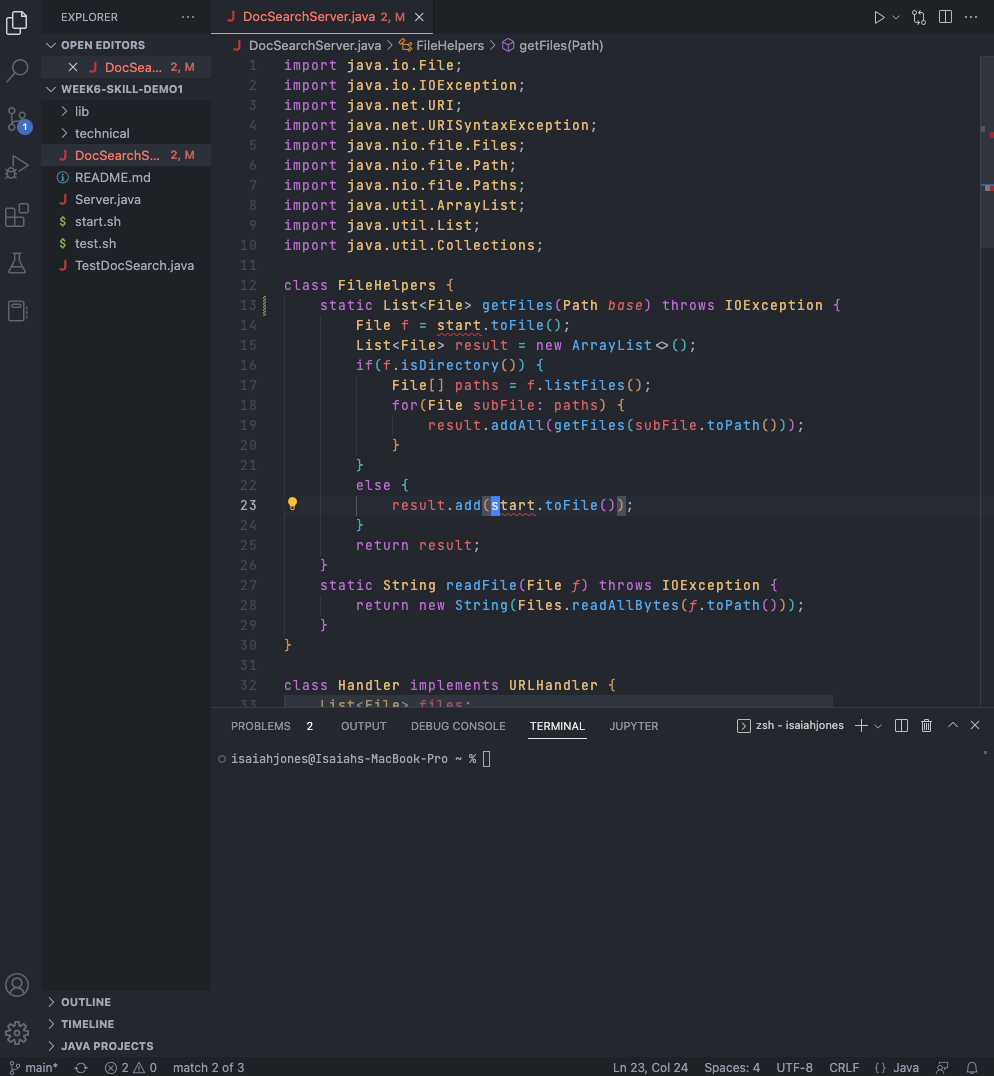 EXPLORER
OPEN EDITORS
DocSea... 2, M
WEEK6-SKILL-DEMO1
lib
technical
DocSearchS... 2, M
README.md
Server.java
start.sh
test.sh
TestDocSearch.java
OUTLINE
TIMELINE
JAVA PROJECTS
1
DocSearchServer.java 2, M
DocSearchServer.java > FileHelpers > getFiles(Path)
1 import java.io.File;
2 import java.io.IOException;
3 import java.net.URI;
4 import java.net.URISyntaxException;
5 import java.nio.file.Files;
6 import java.nio.file.Path;
7 import java.nio.file.Paths;
8 import java.util.ArrayList;
9 import java.util.List;
10 import java.util.Collections;
11
12 class FileHelpers {
13 static List<File> getFiles(Path base) throws IOException {
14 File f = start.toFile();
15 List<File> result = new ArrayList<>();
16 if(f.isDirectory()) {
17 File[] paths = f.listFiles();
18 for(File subFile: paths) {
19 result.addAll(getFiles(subFile.toPath()));
20 }
21 }
22 else {
23 result.add(start.toFile());
24 }
25 return result;
26 }
27 static String readFile(File f) throws IOException {
28 return new String(Files.readAllBytes(f.toPath()));
29 }
30 }
31
32 class Handler implements URLHandler {
33 List<File> files;
PROBLEMS 2 OUTPUT DEBUG CONSOLE TERMINAL JUPYTER zsh - isaiahjones
isaiahjones@Isaiahs-MacBook-Pro ~ %
main* 2 0 match 2 of 3 Ln 23, Col 24 Spaces: 4 UTF-8 CRLF {} Java